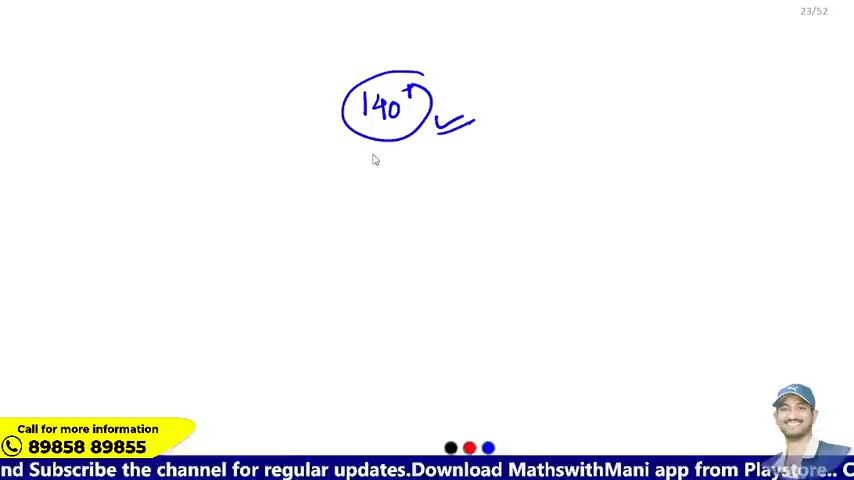 23/52
140+
Call for more information
89858 89855
nd Subscribe the channel for regular updates.Download MathswithMani app from Playstore.. C